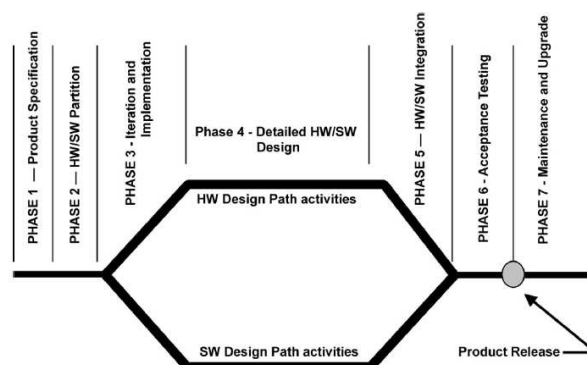 PHASE 1 — Product Specification
PHASE 2 — HW/SW Partition
PHASE 3 - Iteration and
Implementation
Phase 4 - Detailed HW/SW
Design
PHASE 5 — HW/SW Integration
PHASE 6 - Acceptance Testing
PHASE 7 - Maintenance and Upgrade
HW Design Path activities
SW Design Path activities
Product Release